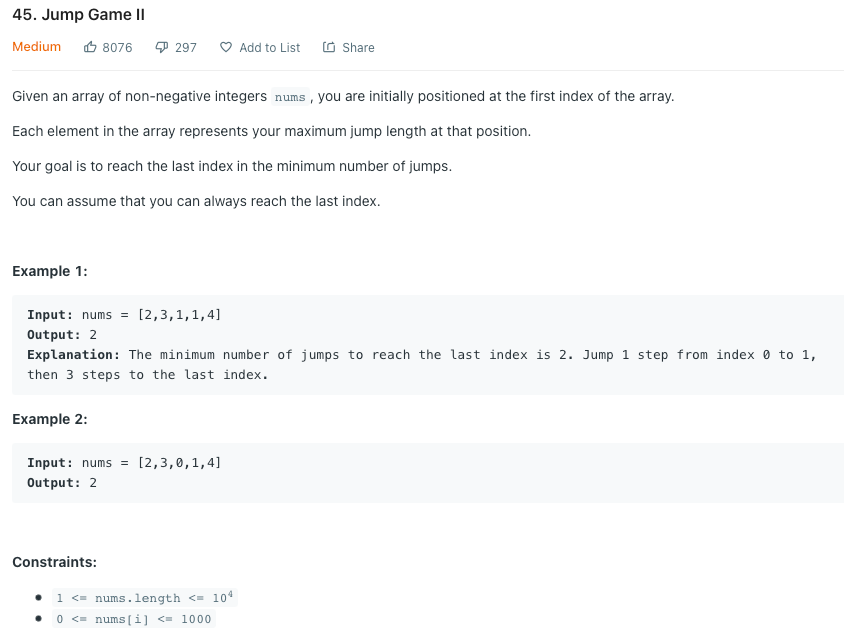 45. Jump Game II
Medium 8076 297 Add to List Share
Given an array of non-negative integers nums , you are initially positioned at the first index of the array.
Each element in the array represents your maximum jump length at that position.
Your goal is to reach the last index in the minimum number of jumps.
You can assume that you can always reach the last index.
Example 1:
Input: nums = [2,3,1,1,4]
Output: 2
Explanation: The minimum number of jumps to reach the last index is 2. Jump 1 step from index 0 to 1,
then 3 steps to the last index.
Example 2:
Input: nums = [2,3,0,1,4]
Output: 2
Constraints:
1 <= nums.length <= 10⁴
0 <= nums[i] <= 1000